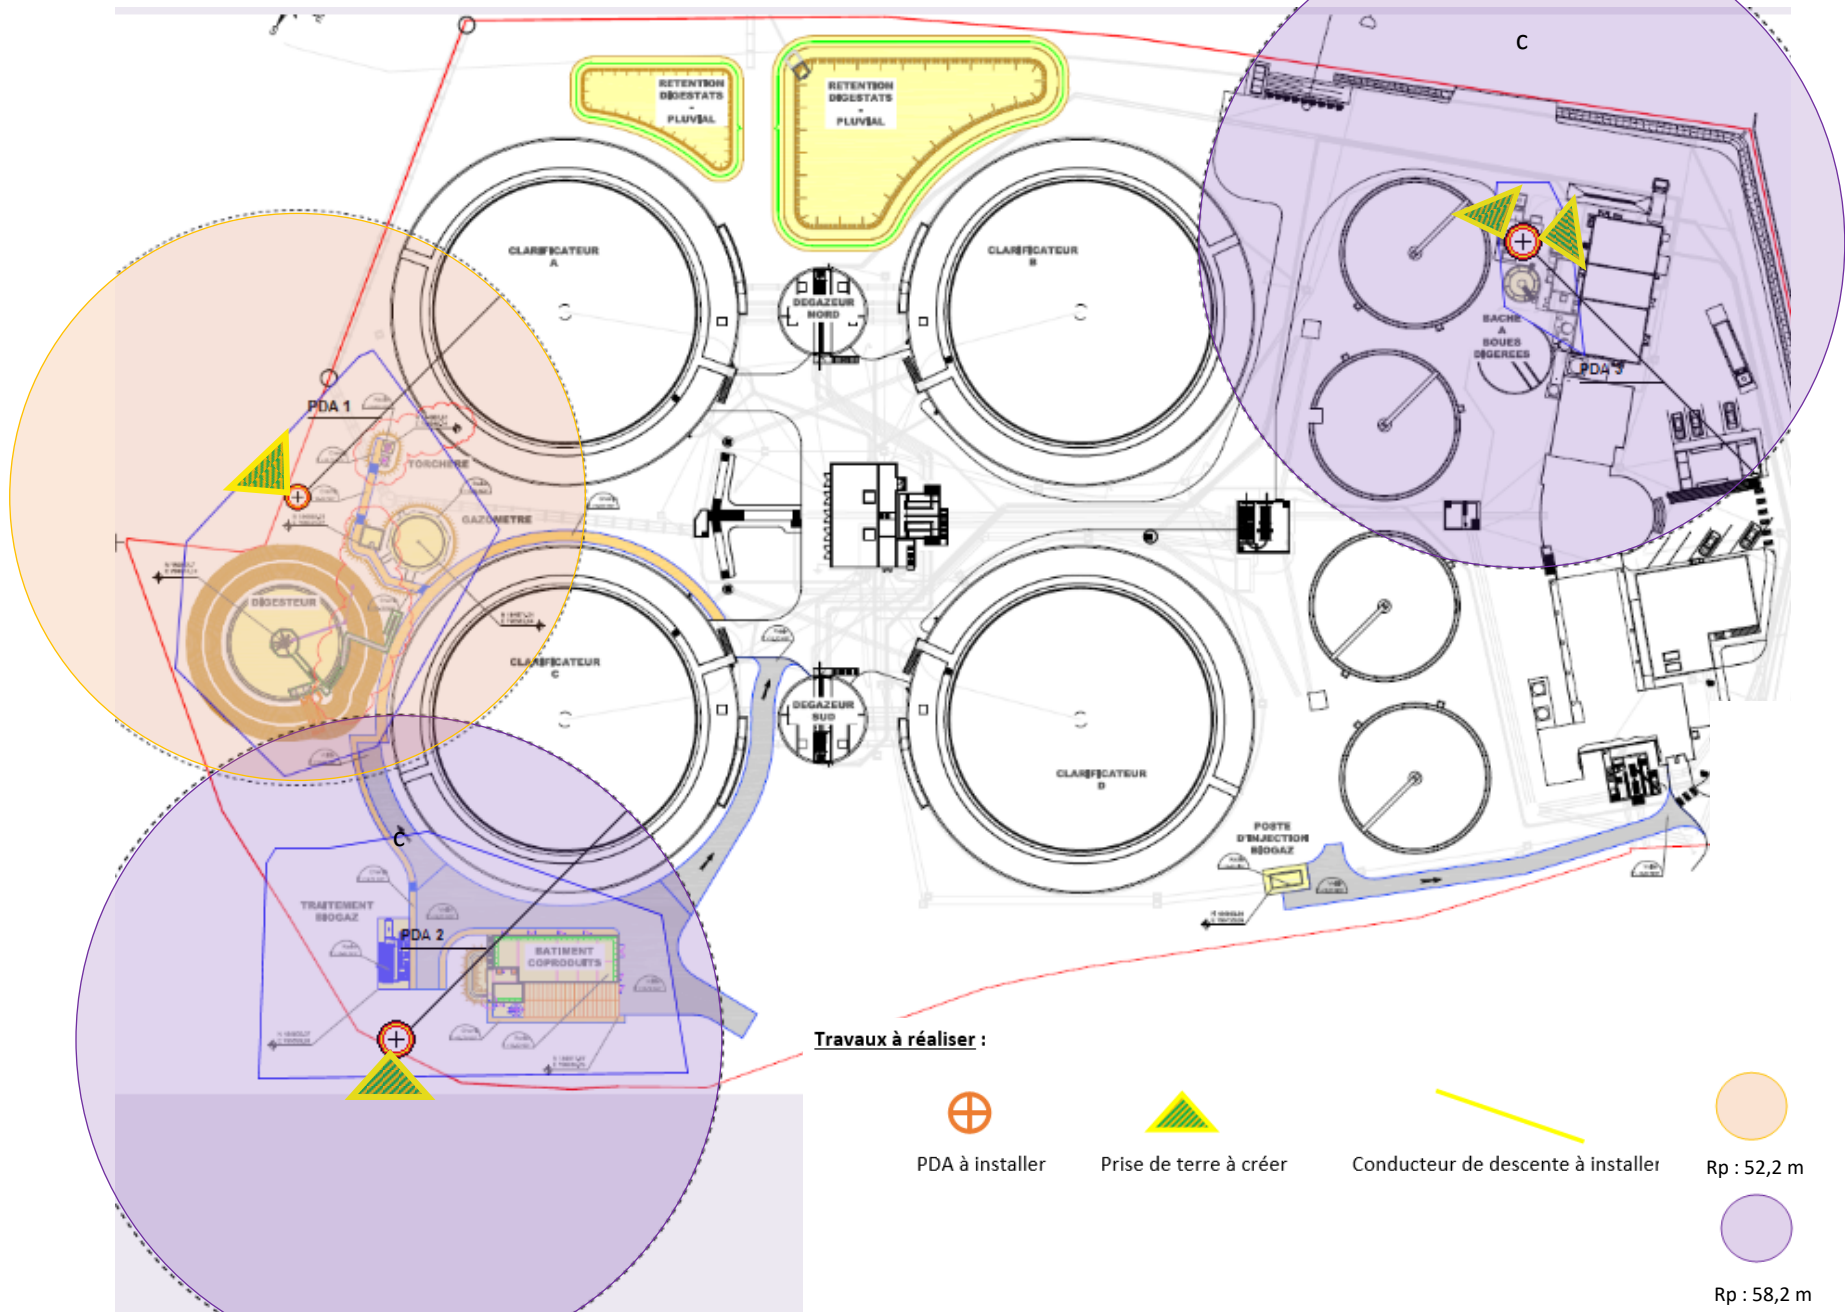 C
RETENTION
DIGESTATS
-
PLUVIAL
RETENTION
DIGESTATS
-
PLUVIAL
CLARIFICATEUR
A
CLARIFICATEUR
B
DEGAZEUR
NORD
BACHE
A
BOUES
DIGEREES
PDA 3
PDA 1
TORCHERE
GAZOMETRE
DIGESTEUR
CLARIFICATEUR
C
DEGAZEUR
SUD
CLARIFICATEUR
D
POSTE
D'INJECTION
BIOGAZ
C
TRAITEMENT
BIOGAZ
PDA 2
BATIMENT
COPRODUITS
Travaux à réaliser :
PDA à installer
Prise de terre à créer
Conducteur de descente à installer
Rp : 52,2 m
Rp : 58,2 m